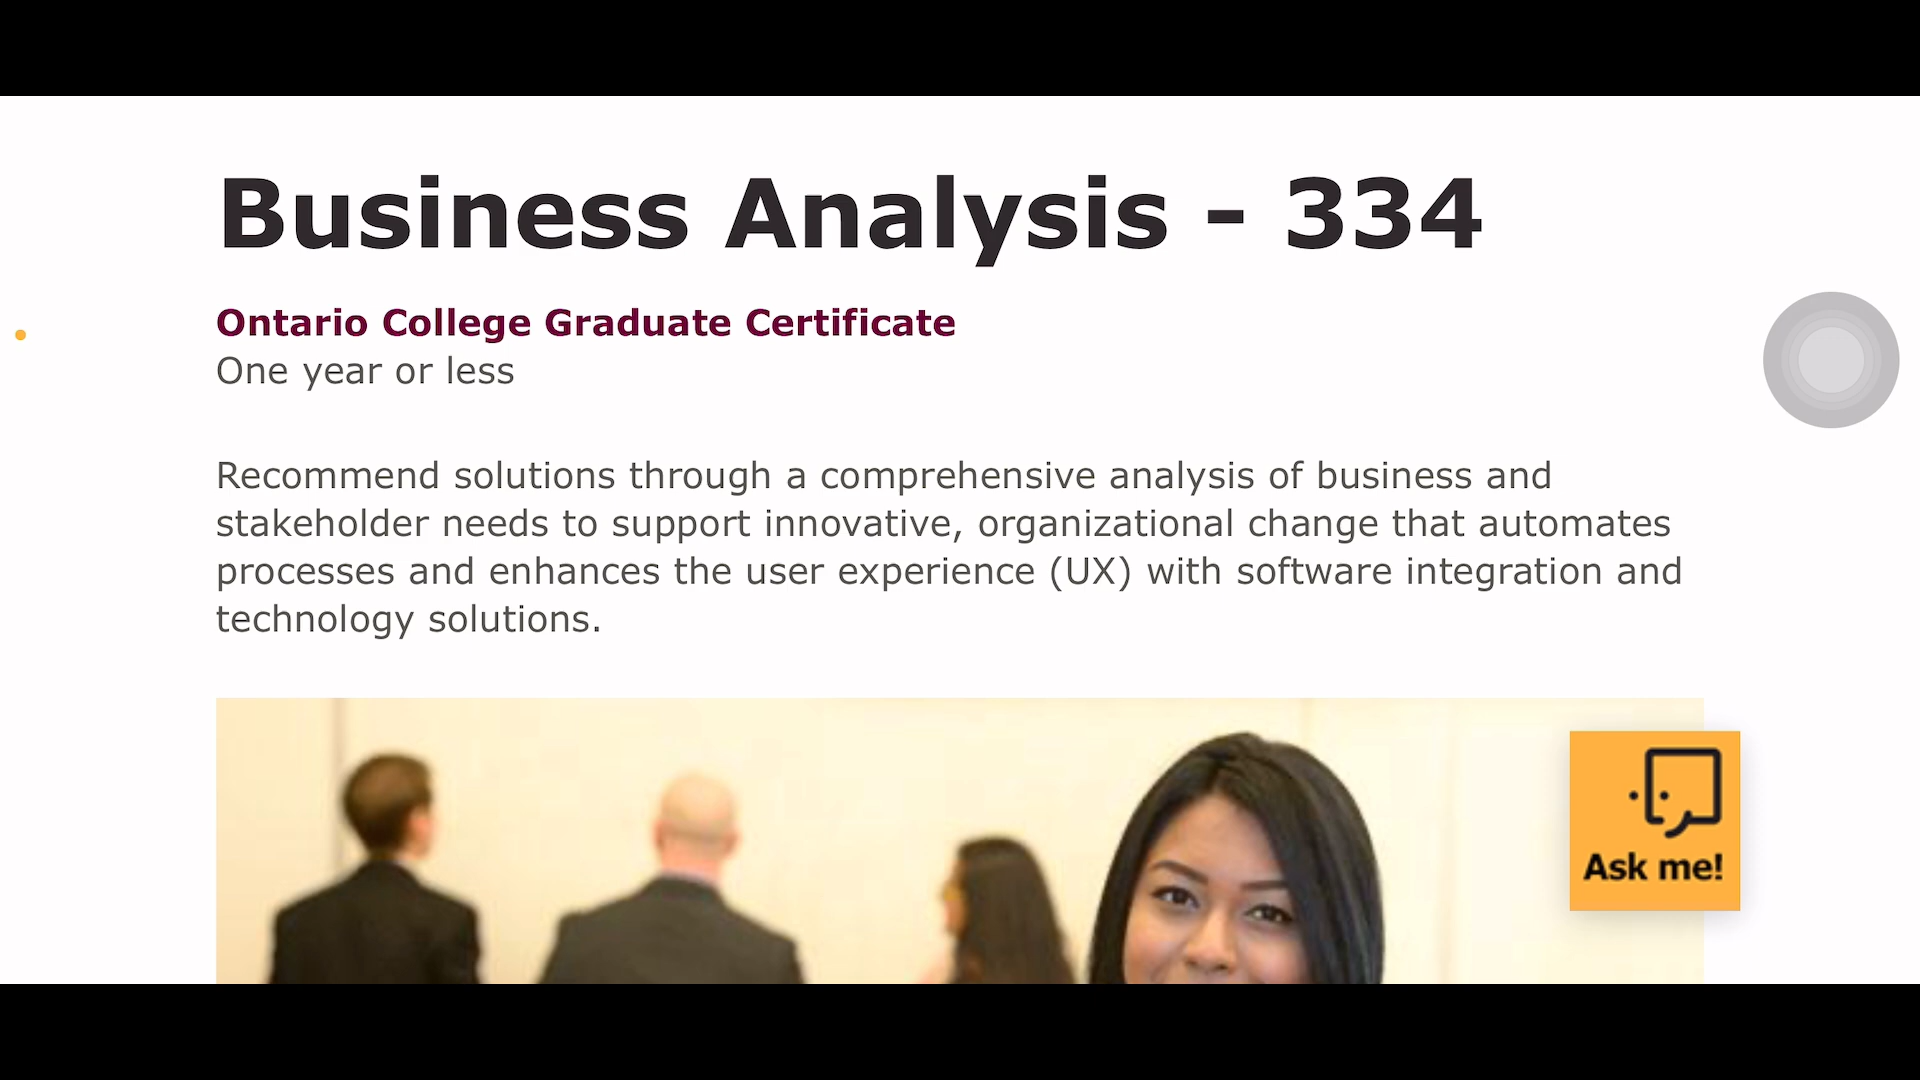 Business Analysis - 334
Ontario College Graduate Certificate
One year or less
Recommend solutions through a comprehensive analysis of business and
stakeholder needs to support innovative, organizational change that automates
processes and enhances the user experience (UX) with software integration and
technology solutions.
Ask me!